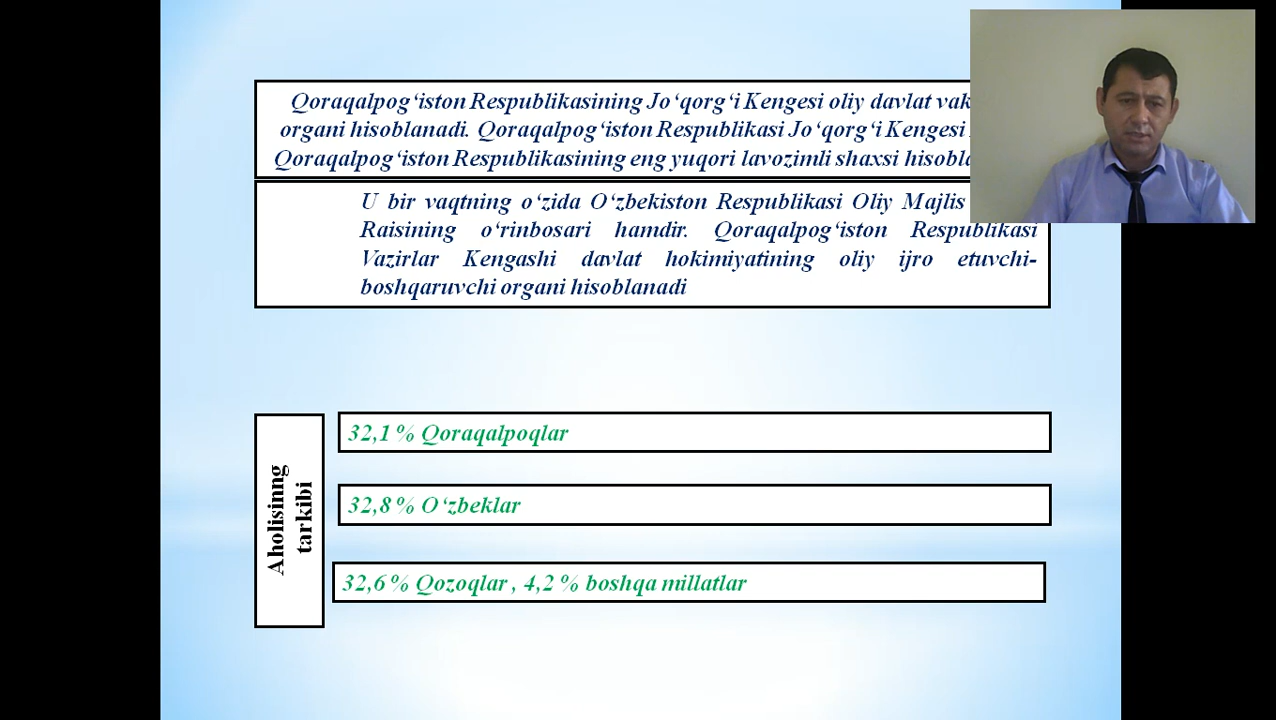 Qoraqalpog‘iston Respublikasining Jo‘qorg‘i Kengesi oliy davlat
organi hisoblanadi. Qoraqalpog‘iston Respublikasi Jo‘qorg‘i Kengesi
Qoraqalpog‘iston Respublikasining eng yuqori lavozimli shaxsi
U bir vaqtning o‘zida O‘zbekiston Respublikasi Oliy Majlis
Raisining o‘rinbosari hamdir. Qoraqalpog‘iston Respublikasi
Vazirlar Kengashi davlat hokimiyatining oliy ijro etuvchi-
boshqaruvchi organi hisoblanadi
Aholisinng
tarkibi
32,1 % Qoraqalpoqlar
32,8 % O‘zbeklar
32,6 % Qozoqlar , 4,2 % boshqa millatlar